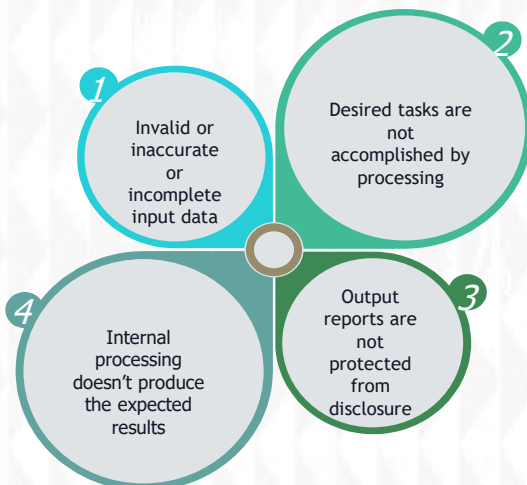 1
Invalid or
inaccurate
or
incomplete
input data
2
Desired tasks are
not
accomplished by
processing
3
Output
reports are
not
protected
from
disclosure
4
Internal
processing
doesn’t produce
the expected
results